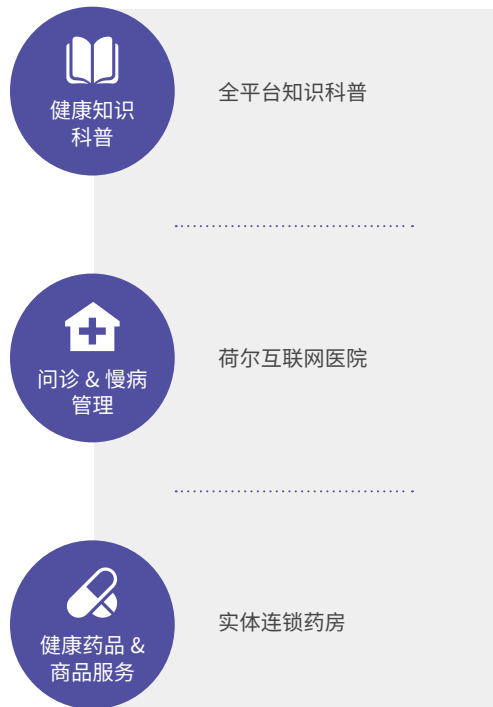 健康知识
科普
全平台知识科普
问诊 & 慢病
管理
荷尔互联网医院
健康药品 &
商品服务
实体连锁药房